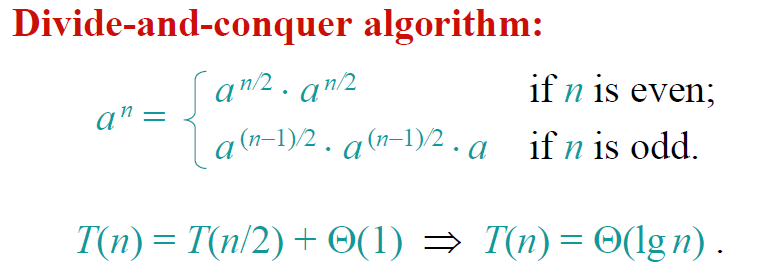 Divide-and-conquer algorithm:
aⁿ = { a^{n/2} · a^{n/2} if n is even;
a^{(n–1)/2} · a^{(n–1)/2} · a if n is odd.
T(n) = T(n/2) + Θ(1) ⇒ T(n) = Θ(lg n) .